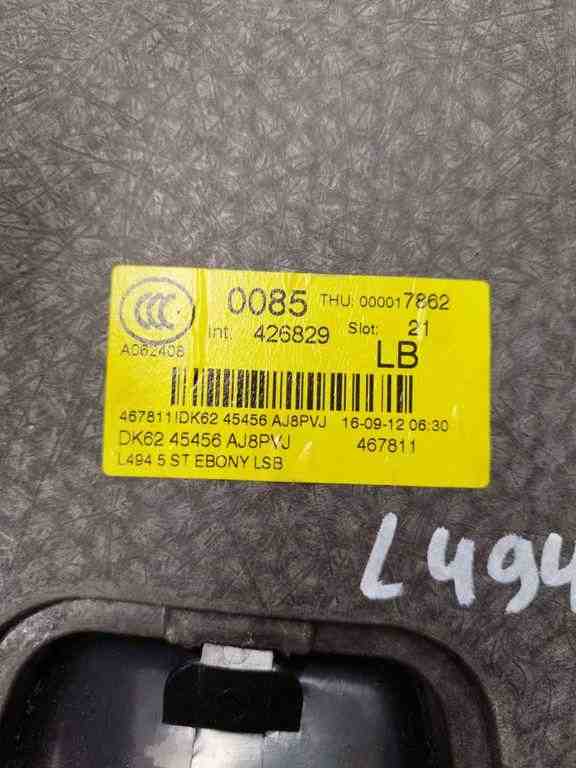 CCC 0085 THU: 000017862
A062408 Int: 426829 Slot: 21
LB
467811IDK62 45456 AJ8PVJ 16-09-12 06:30
DK62 45456 AJ8PVJ 467811
L494 5 ST EBONY LSB
L494